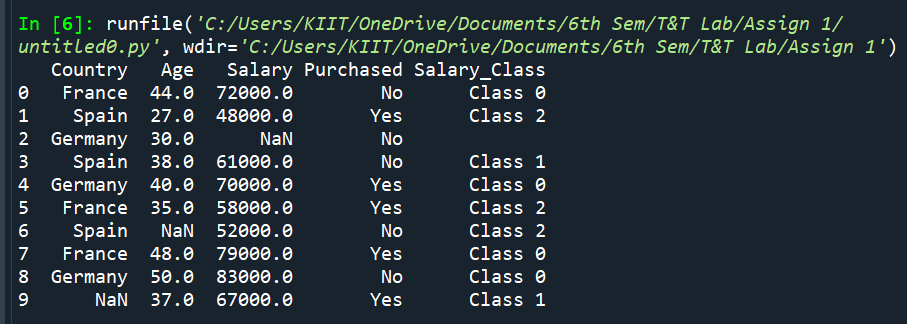 In [6]: runfile('C:/Users/KIIT/OneDrive/Documents/6th Sem/T&T Lab/Assign 1/
untitled0.py', wdir='C:/Users/KIIT/OneDrive/Documents/6th Sem/T&T Lab/Assign 1')
   Country   Age   Salary Purchased Salary_Class
0   France  44.0  72000.0        No      Class 0
1    Spain  27.0  48000.0       Yes      Class 2
2  Germany  30.0      NaN        No
3    Spain  38.0  61000.0        No      Class 1
4  Germany  40.0  70000.0       Yes      Class 0
5   France  35.0  58000.0       Yes      Class 2
6    Spain   NaN  52000.0        No      Class 2
7   France  48.0  79000.0       Yes      Class 0
8  Germany  50.0  83000.0        No      Class 0
9      NaN  37.0  67000.0       Yes      Class 1